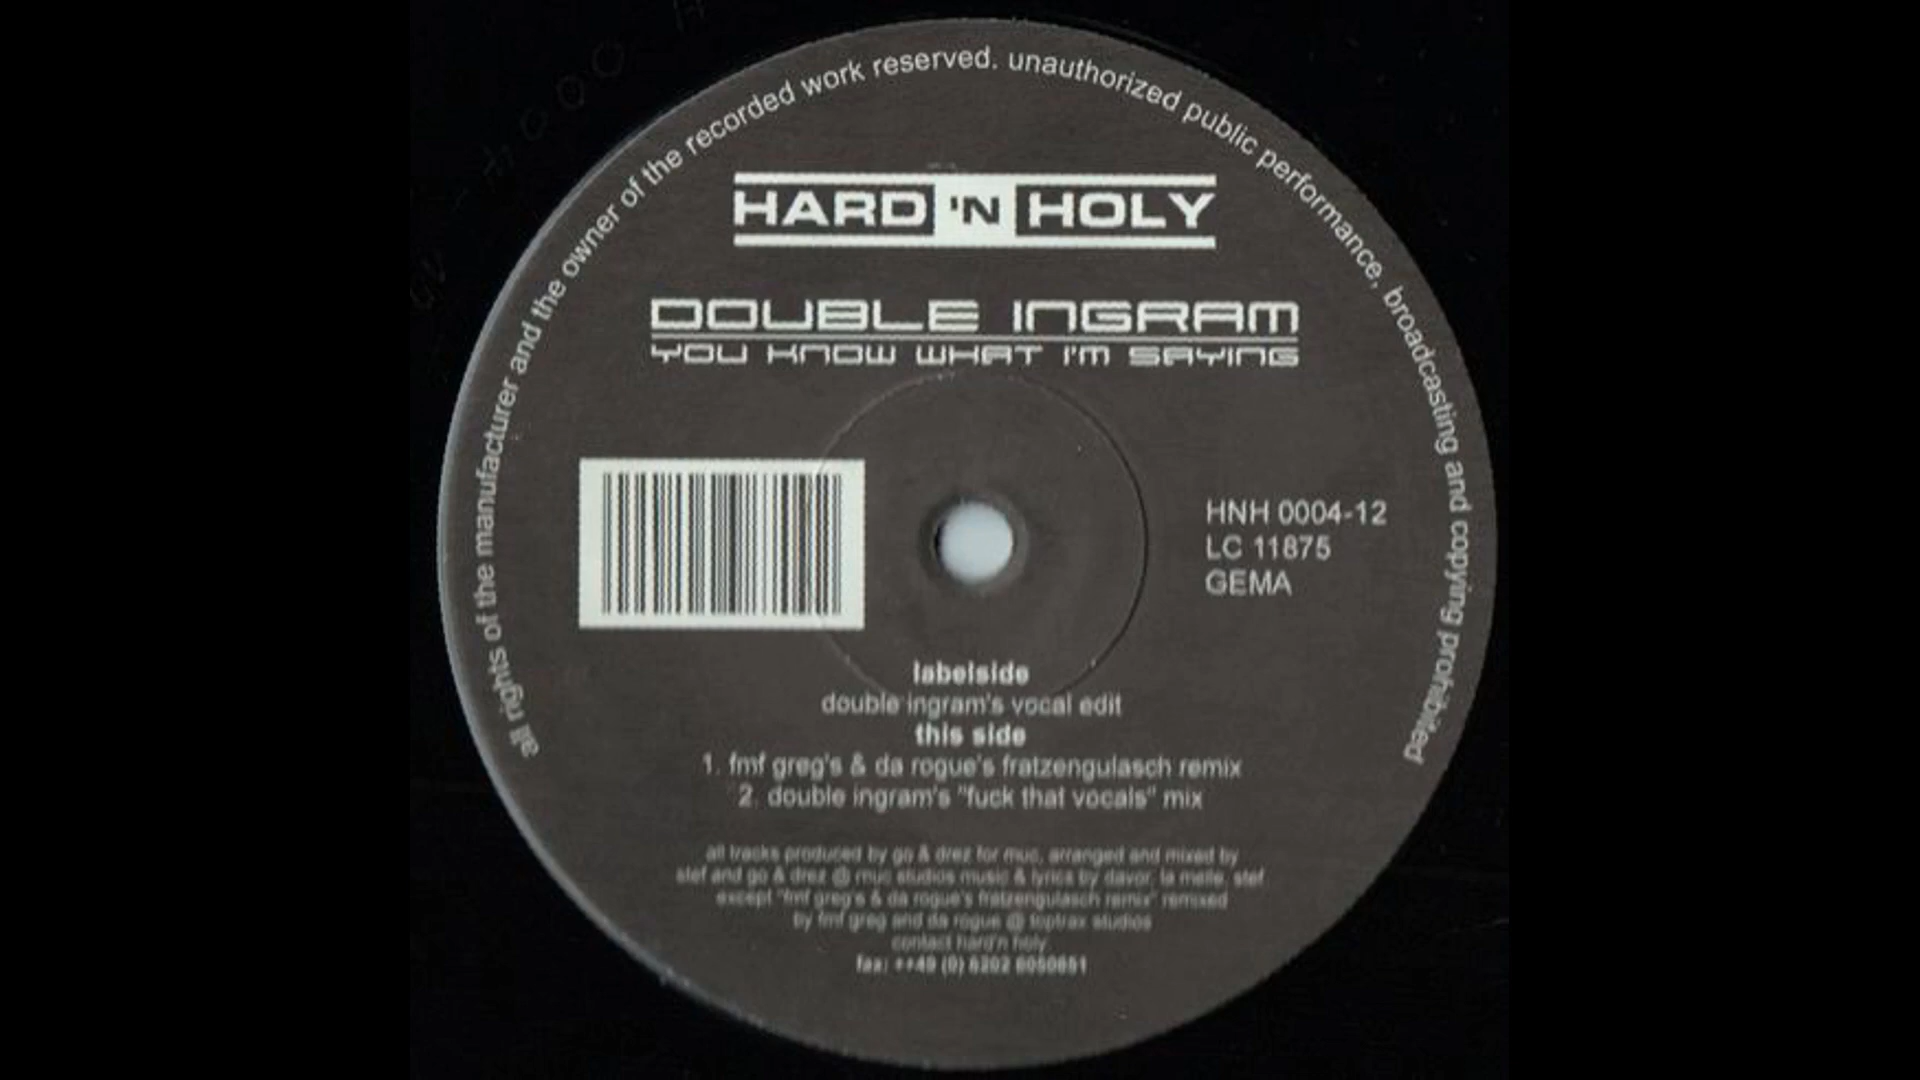 all rights of the manufacturer and the owner of the recorded work reserved. unauthorized public performance, broadcasting and copying prohibited
HARD 'N HOLY
DOUBLE INGRAM
YOU KNOW WHAT I'M SAYING
HNH 0004-12
LC 11875
GEMA
labelside
double ingram's vocal edit
this side
1. fmf greg's & da rogue's fratzengulasch remix
2. double ingram's "fuck that vocals" mix
all tracks produced by go & drez for muc, arranged and mixed by
stef and go & drez @ muc studios music & lyrics by davor, la melle, stef
except "fmf greg's & da rogue's fratzengulasch remix" remixed
by fmf greg and da rogue @ toptrax studios
contact hard'n holy
fax: ++49 (0) 6202 6050651